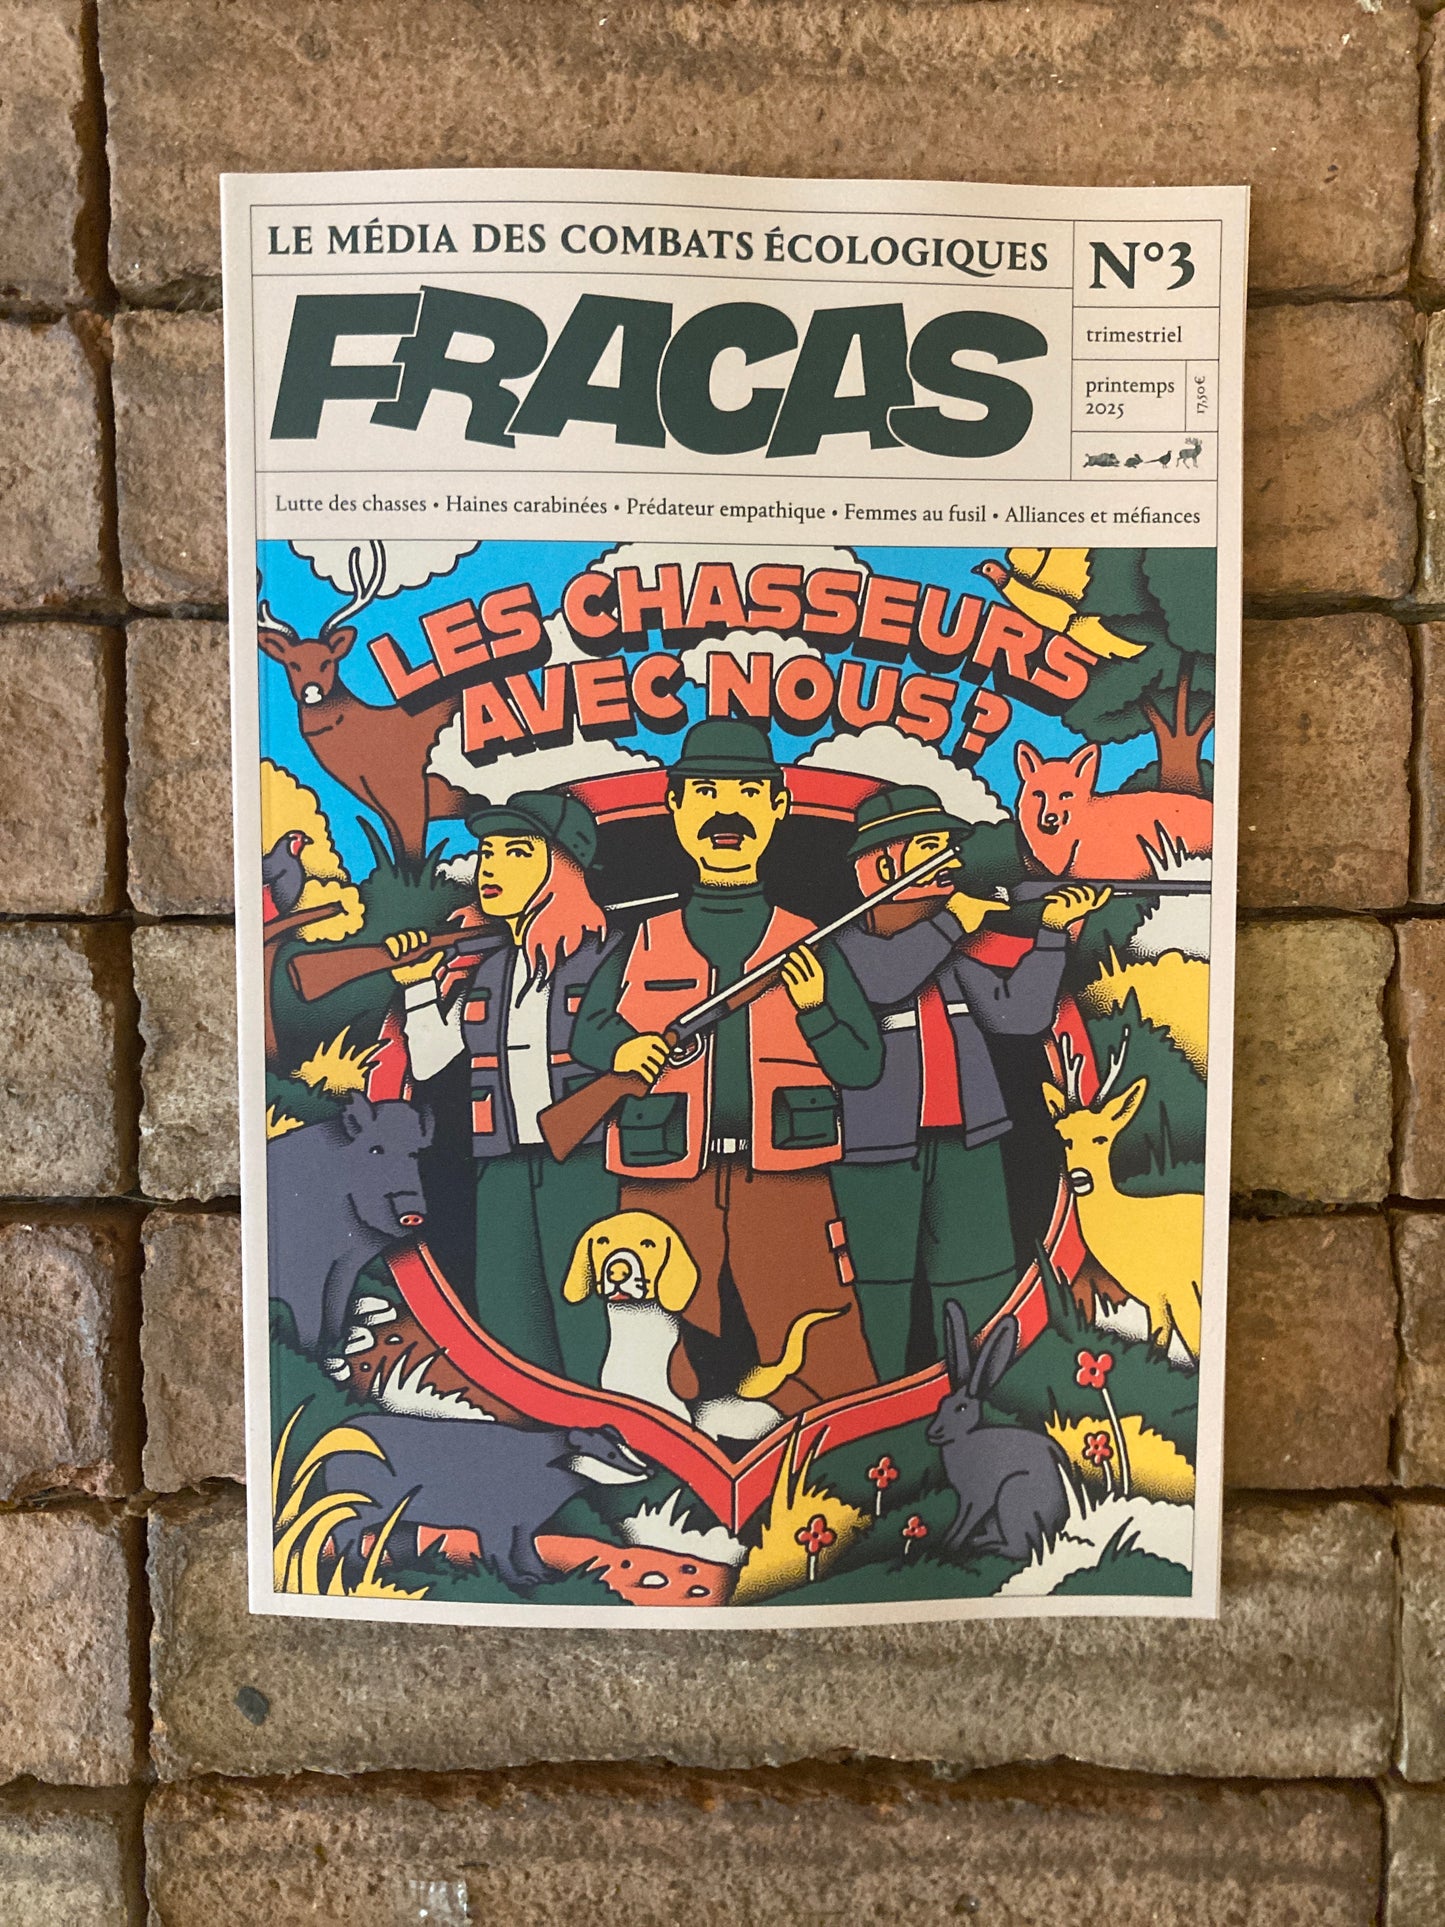 LE MÉDIA DES COMBATS ÉCOLOGIQUES
N°3
FRACAS
trimestriel
printemps
2025
17,50€
Lutte des chasses • Haines carabinées • Prédateur empathique • Femmes au fusil • Alliances et méfiances
LES CHASSEURS
AVEC NOUS ?